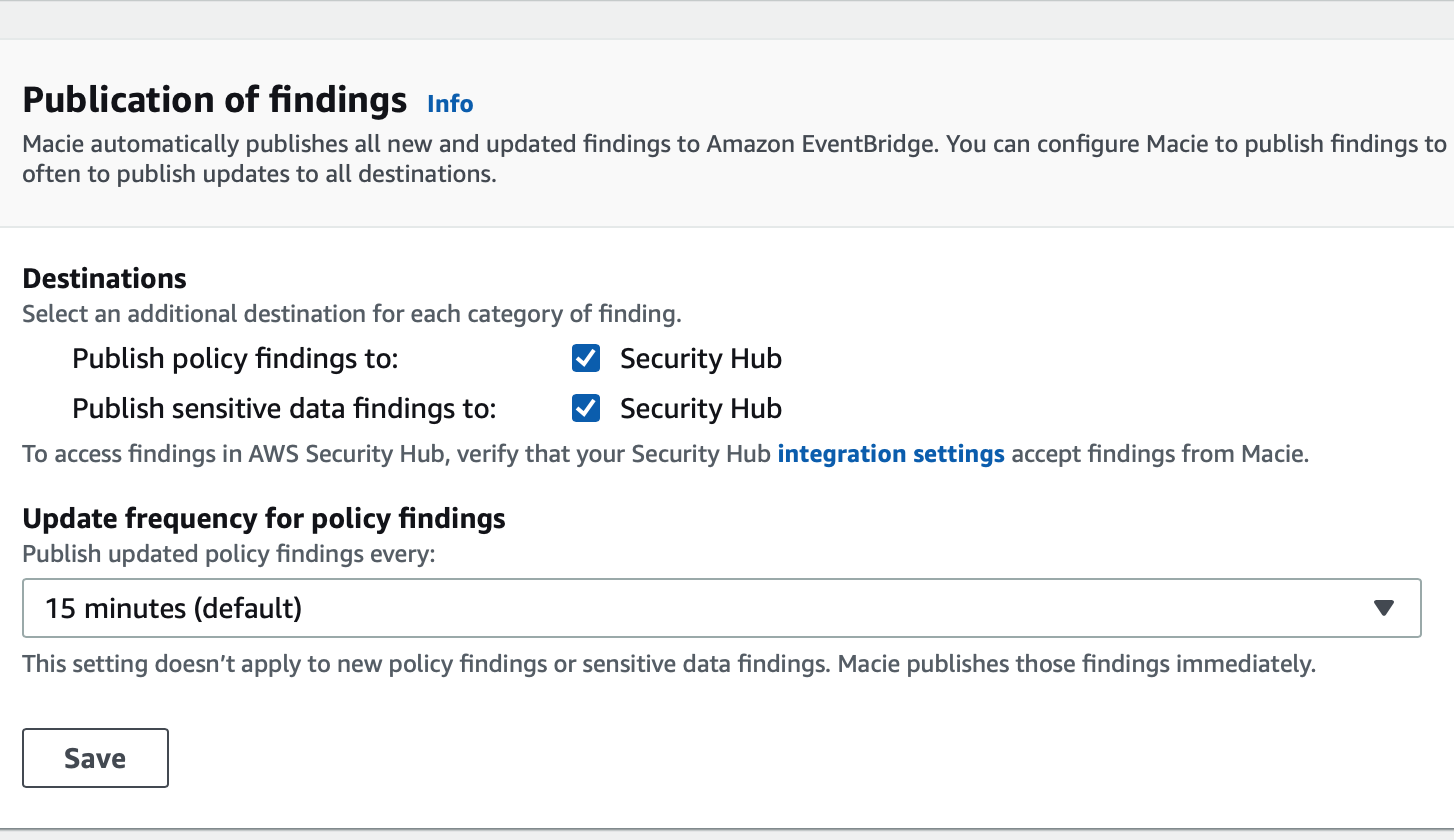 Publication of findings Info
Macie automatically publishes all new and updated findings to Amazon EventBridge. You can configure Macie to publish findings to
often to publish updates to all destinations.
Destinations
Select an additional destination for each category of finding.
Publish policy findings to: Security Hub
Publish sensitive data findings to: Security Hub
To access findings in AWS Security Hub, verify that your Security Hub integration settings accept findings from Macie.
Update frequency for policy findings
Publish updated policy findings every:
15 minutes (default)
This setting doesn’t apply to new policy findings or sensitive data findings. Macie publishes those findings immediately.
Save